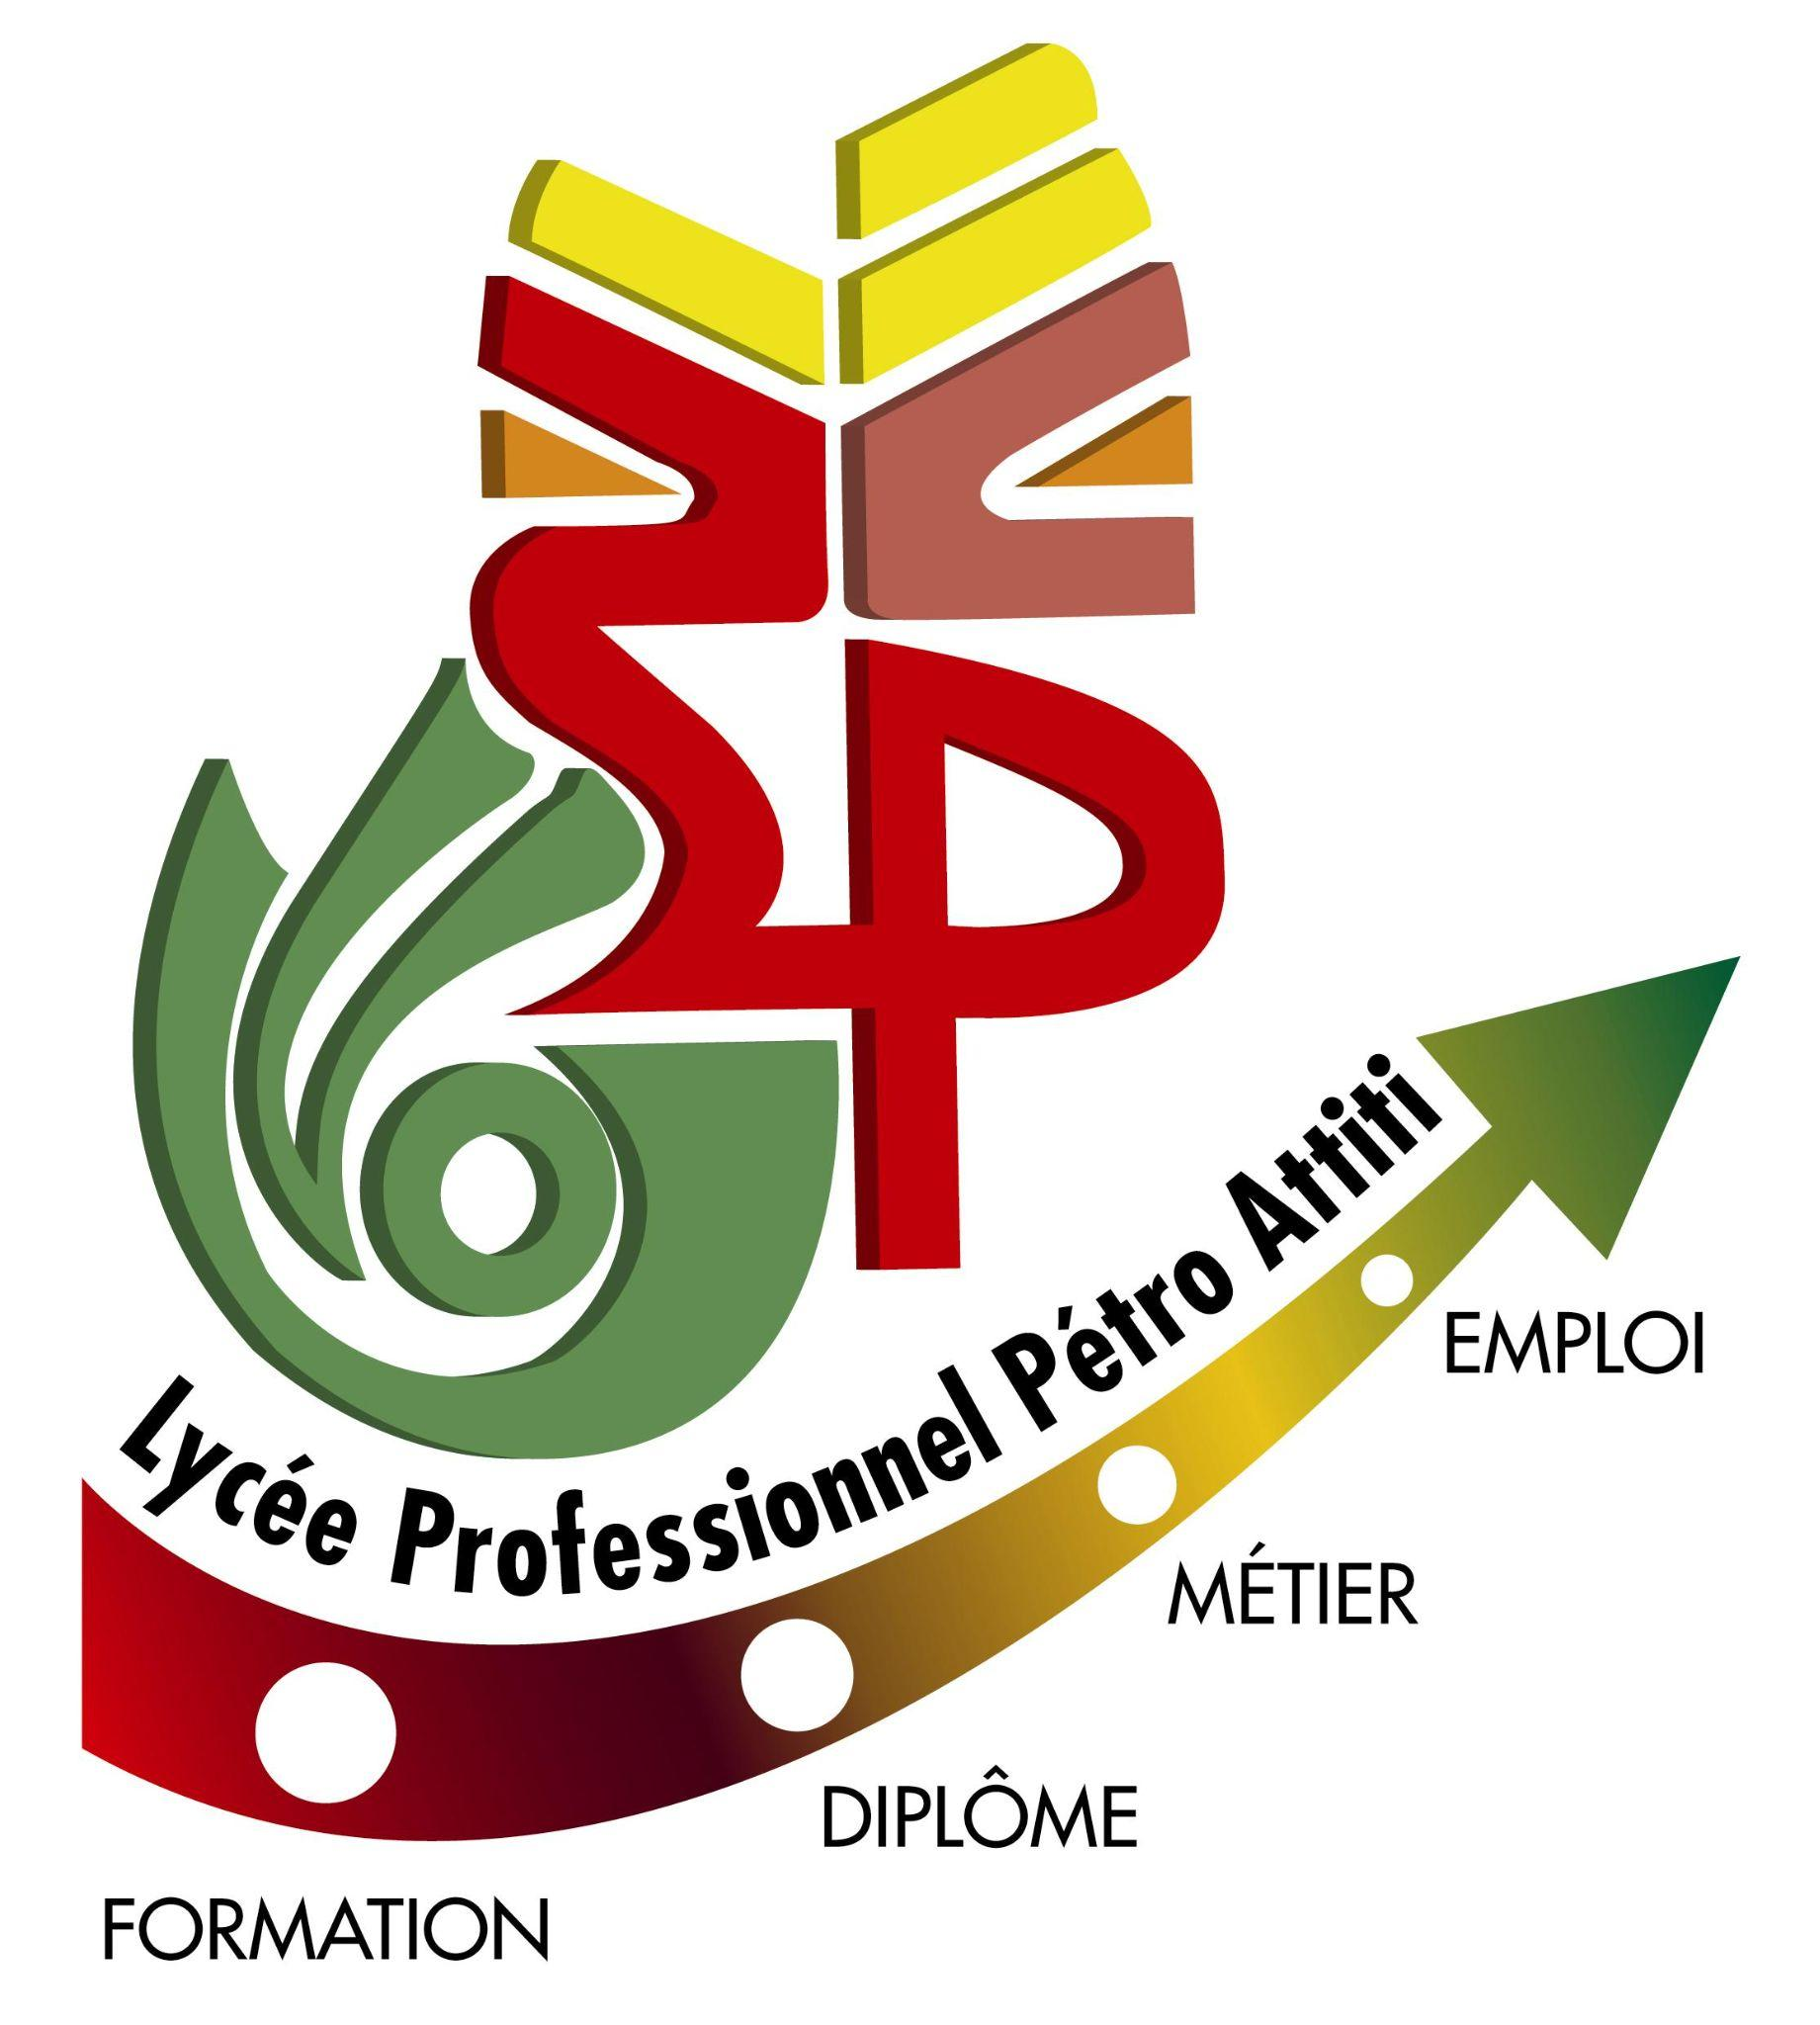 Lycée Professionnel Pétro Attiti
EMPLOI
MÉTIER
DIPLÔME
FORMATION